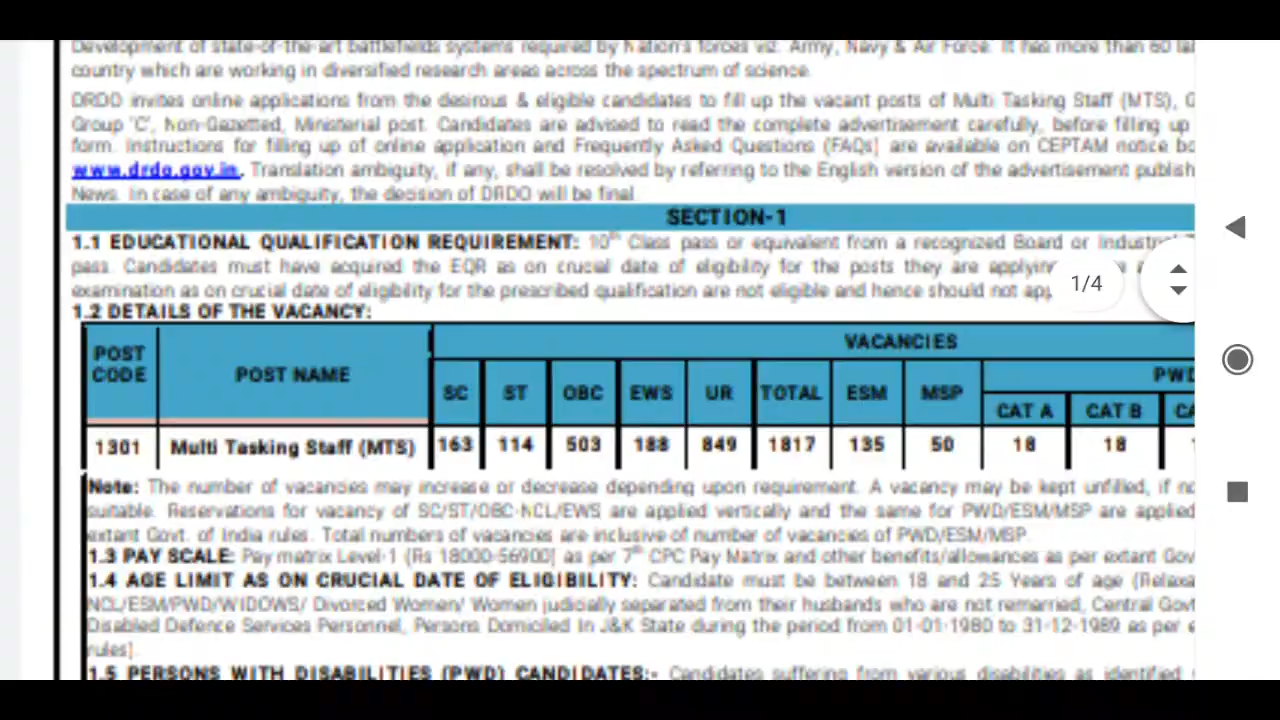 Development of state-of-the-art battlefields systems required by Nation's forces viz. Army, Navy & Air Force. It has more than 60
country which are working in diversified research areas across the spectrum of science.
DRDO invites online applications from the desirous & eligible candidates to fill up the vacant posts of Multi Tasking Staff (MTS),
Group 'C', Non-Gazetted, Ministerial post. Candidates are advised to read the complete advertisement carefully, before filling up
form. Instructions for filling up of online application and Frequently Asked Questions (FAQs) are available on CEPTAM notice
www.drdo.gov.in. Translation ambiguity, if any, shall be resolved by referring to the English version of the advertisement
News. In case of any ambiguity, the decision of DRDO will be final.
SECTION-1
1.1 EDUCATIONAL QUALIFICATION REQUIREMENT: 10th Class pass or equivalent from a recognized Board or
pass. Candidates must have acquired the EQR as on crucial date of eligibility for the posts they are
examination as on crucial date of eligibility for the prescribed qualification are not eligible and hence should not
1/4
1.2 DETAILS OF THE VACANCY:
POST CODE POST NAME VACANCIES
SC ST OBC EWS UR TOTAL ESM MSP PWD
CAT A CAT B
1301 Multi Tasking Staff (MTS) 163 114 503 188 849 1817 135 50 18 18
Note: The number of vacancies may increase or decrease depending upon requirement. A vacancy may be kept unfilled, if
suitable. Reservations for vacancy of SC/ST/OBC-NCL/EWS are applied vertically and the same for PWD/ESM/MSP are applied
extant Govt. of India rules. Total numbers of vacancies are inclusive of number of vacancies of PWD/ESM/MSP.
1.3 PAY SCALE: Pay matrix Level-1 (Rs 18000-56900) as per 7th CPC Pay Matrix and other benefits/allowances as per extant
1.4 AGE LIMIT AS ON CRUCIAL DATE OF ELIGIBILITY: Candidate must be between 18 and 25 Years of age
NCL/ESM/PWD/WIDOWS/ Divorced Women/ Women judicially separated from their husbands who are not remarried, Central
Disabled Defence Services Personnel, Persons Domiciled In J&K State during the period from 01-01-1980 to 31-12-1989 as per
rules).
1.5 PERSONS WITH DISABILITIES (PWD) CANDIDATES:- Candidates suffering from various disabilities as identified